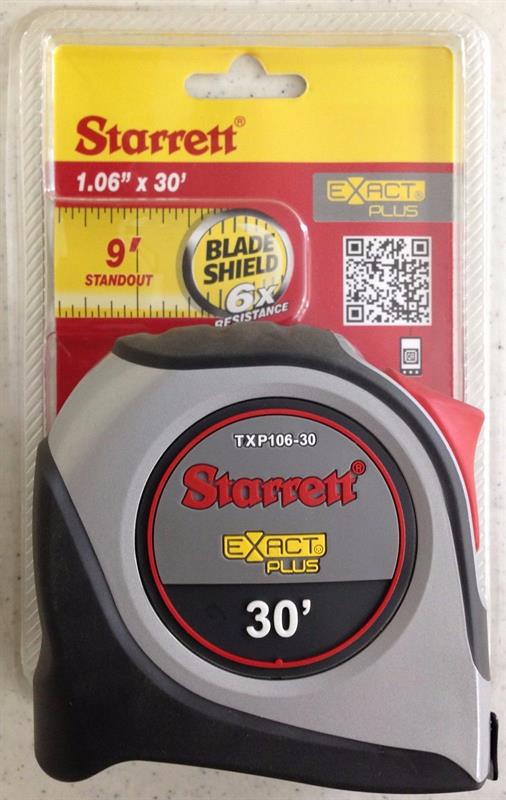 Starrett®
1.06" x 30'
EXACT®
PLUS
9'
STANDOUT
BLADE
SHIELD
6x
RESISTANCE
TXP106-30
Starrett®
EXACT®
PLUS
30'